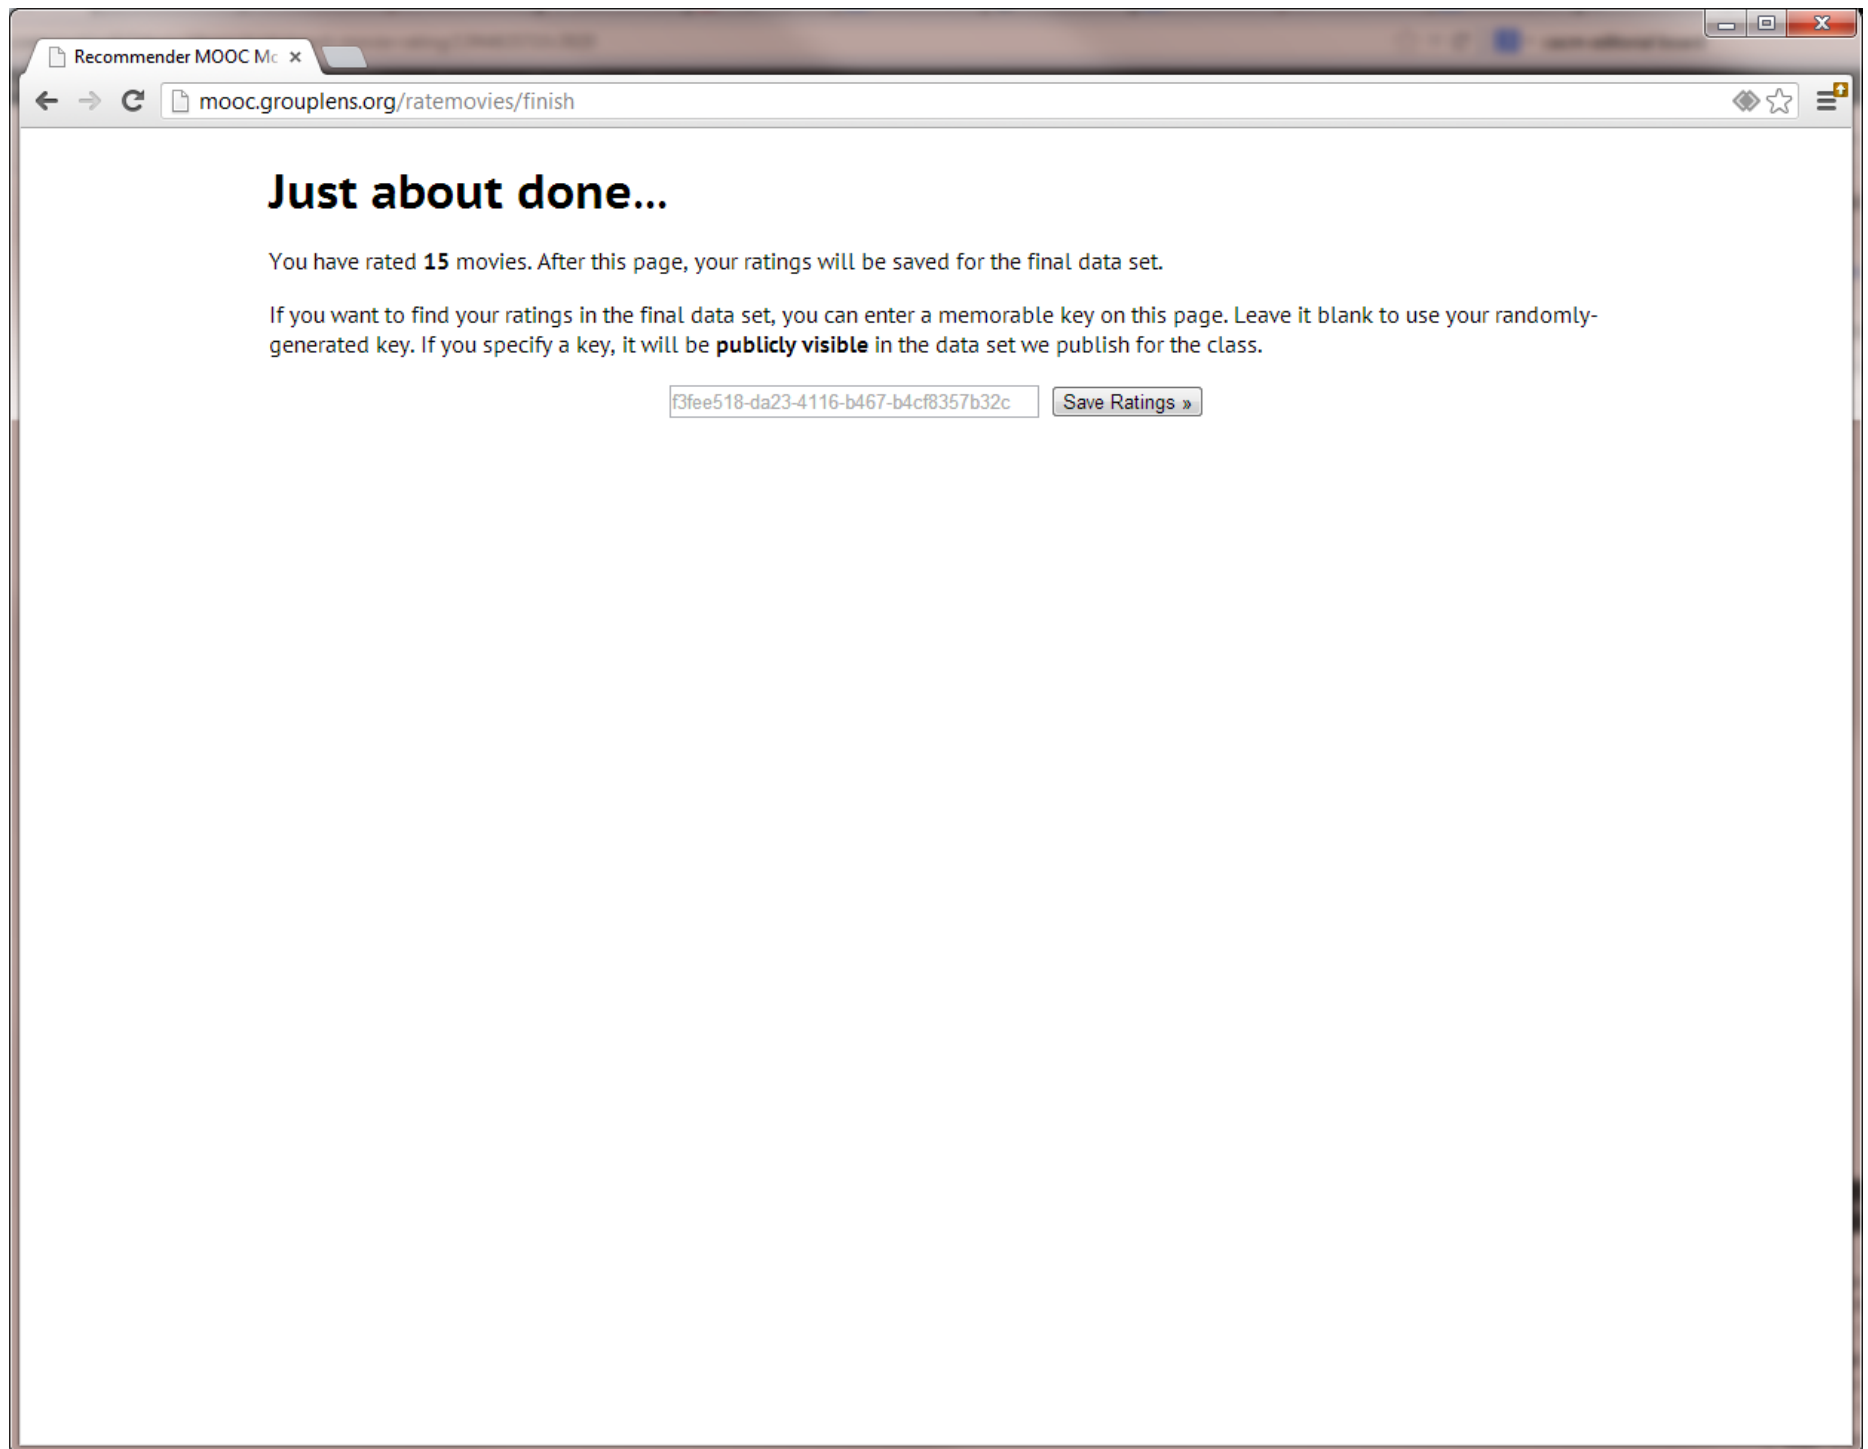 Recommender MOOC Mc
mooc.grouplens.org/ratemovies/finish
Just about done...
You have rated 15 movies. After this page, your ratings will be saved for the final data set.
If you want to find your ratings in the final data set, you can enter a memorable key on this page. Leave it blank to use your randomly-
generated key. If you specify a key, it will be publicly visible in the data set we publish for the class.
f3fee518-da23-4116-b467-b4cf8357b32c Save Ratings »